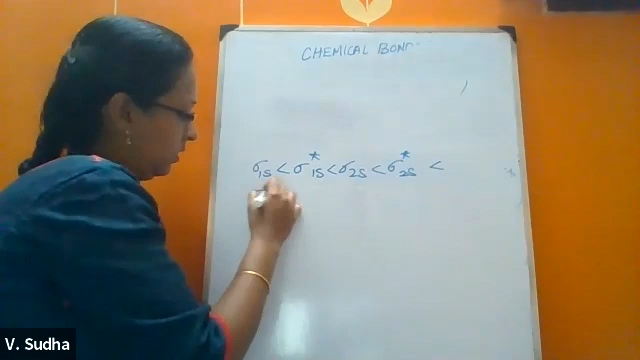 CHEMICAL BOND
σ1s < σ*1s < σ2s < σ*2s <
V. Sudha